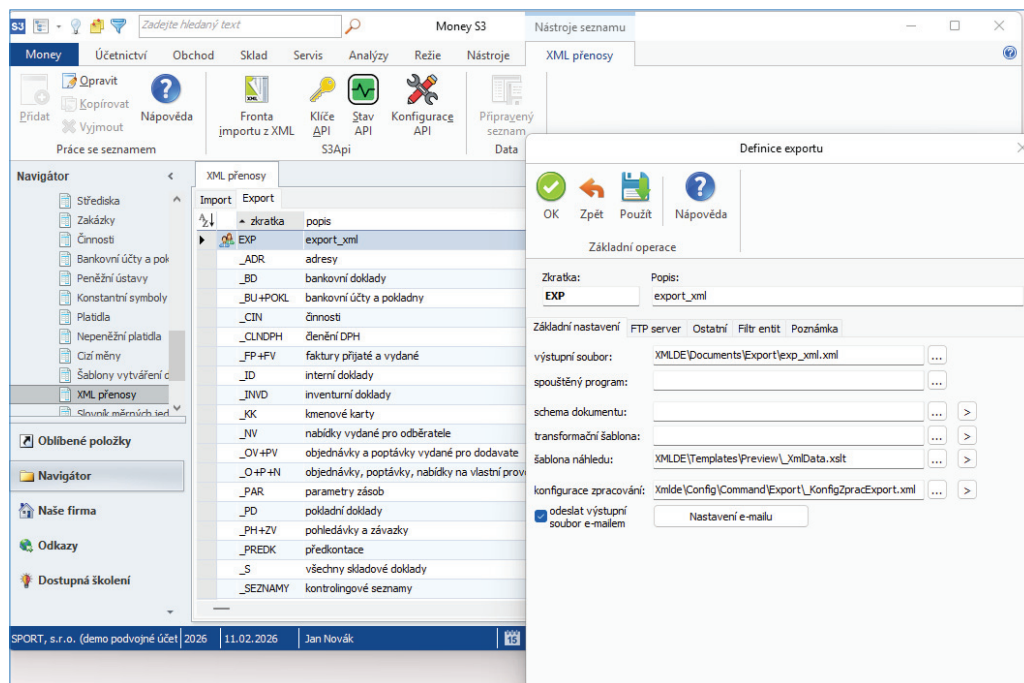 S3 Zadejte hledaný text Money S3 Nástroje seznamu
Money Účetnictví Obchod Sklad Servis Analýzy Režie Nástroje XML přenosy
Přidat
Opravit
Kopírovat
Vyjmout
Nápověda
Práce se seznamem
XML
Fronta
importu z XML
Klíče
API
Stav
API
Konfigurace
API
S3Api
Připravený
seznam
Data
Navigátor
Střediska
Zakázky
Činnosti
Bankovní účty a pok
Peněžní ústavy
Konstantní symboly
Platidla
Nepeněžní platidla
Cizí měny
Šablony vytváření d
XML přenosy
Slovník měrných jed
Oblíbené položky
Navigátor
Naše firma
Odkazy
Dostupná školení
XML přenosy
Import Export
zkratka popis
EXP export_xml
_ADR adresy
_BD bankovní doklady
_BU+POKL bankovní účty a pokladny
_CIN činnosti
_CLNDPH členění DPH
_FP+FV faktury přijaté a vydané
_ID interní doklady
_INVD inventurní doklady
_KK kmenové karty
_NV nabídky vydané pro odběratele
_OV+PV objednávky a poptávky vydané pro dodavate
_O+P+N objednávky, poptávky, nabídky na vlastní prov
_PAR parametry zásob
_PD pokladní doklady
_PH+ZV pohledávky a závazky
_PREDK předkontace
_S všechny skladové doklady
_SEZNAMY kontrolingové seznamy
SPORT, s.r.o. (demo podvojné účet 2026 11.02.2026 Jan Novák 15
Definice exportu
OK Zpět Použít Nápověda
Základní operace
Zkratka: Popis:
EXP export_xml
Základní nastavení FTP server Ostatní Filtr entit Poznámka
výstupní soubor: XMLDE\Documents\Export\exp_xml.xml ...
spouštěný program: ...
schema dokumentu: ... >
transformační šablona: ... >
šablona náhledu: XMLDE\Templates\Preview\_XmlData.xslt ... >
konfigurace zpracování: Xmlde\Config\Command\Export\_KonfigZpracExport.xml ... >
odeslat výstupní
soubor e-mailem
Nastavení e-mailu